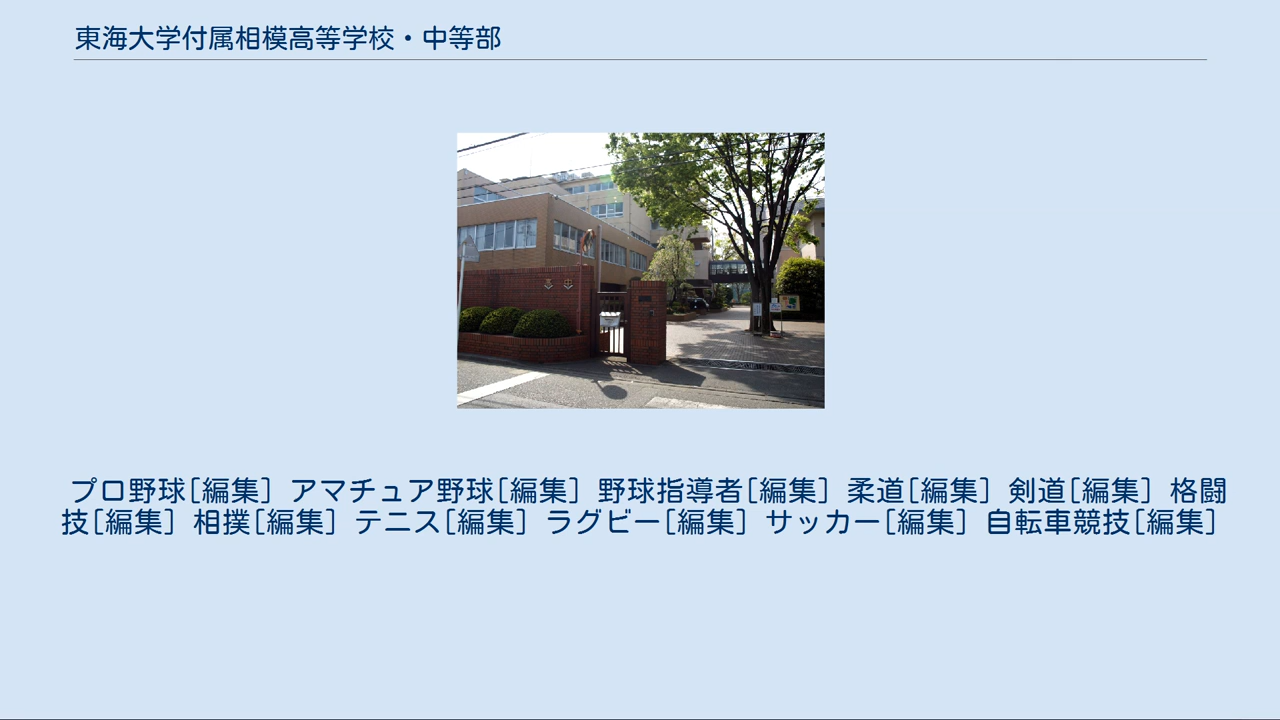 東海大学付属相模高等学校・中等部
プロ野球[編集] アマチュア野球[編集] 野球指導者[編集] 柔道[編集] 剣道[編集] 格闘
技[編集] 相撲[編集] テニス[編集] ラグビー[編集] サッカー[編集] 自転車競技[編集]